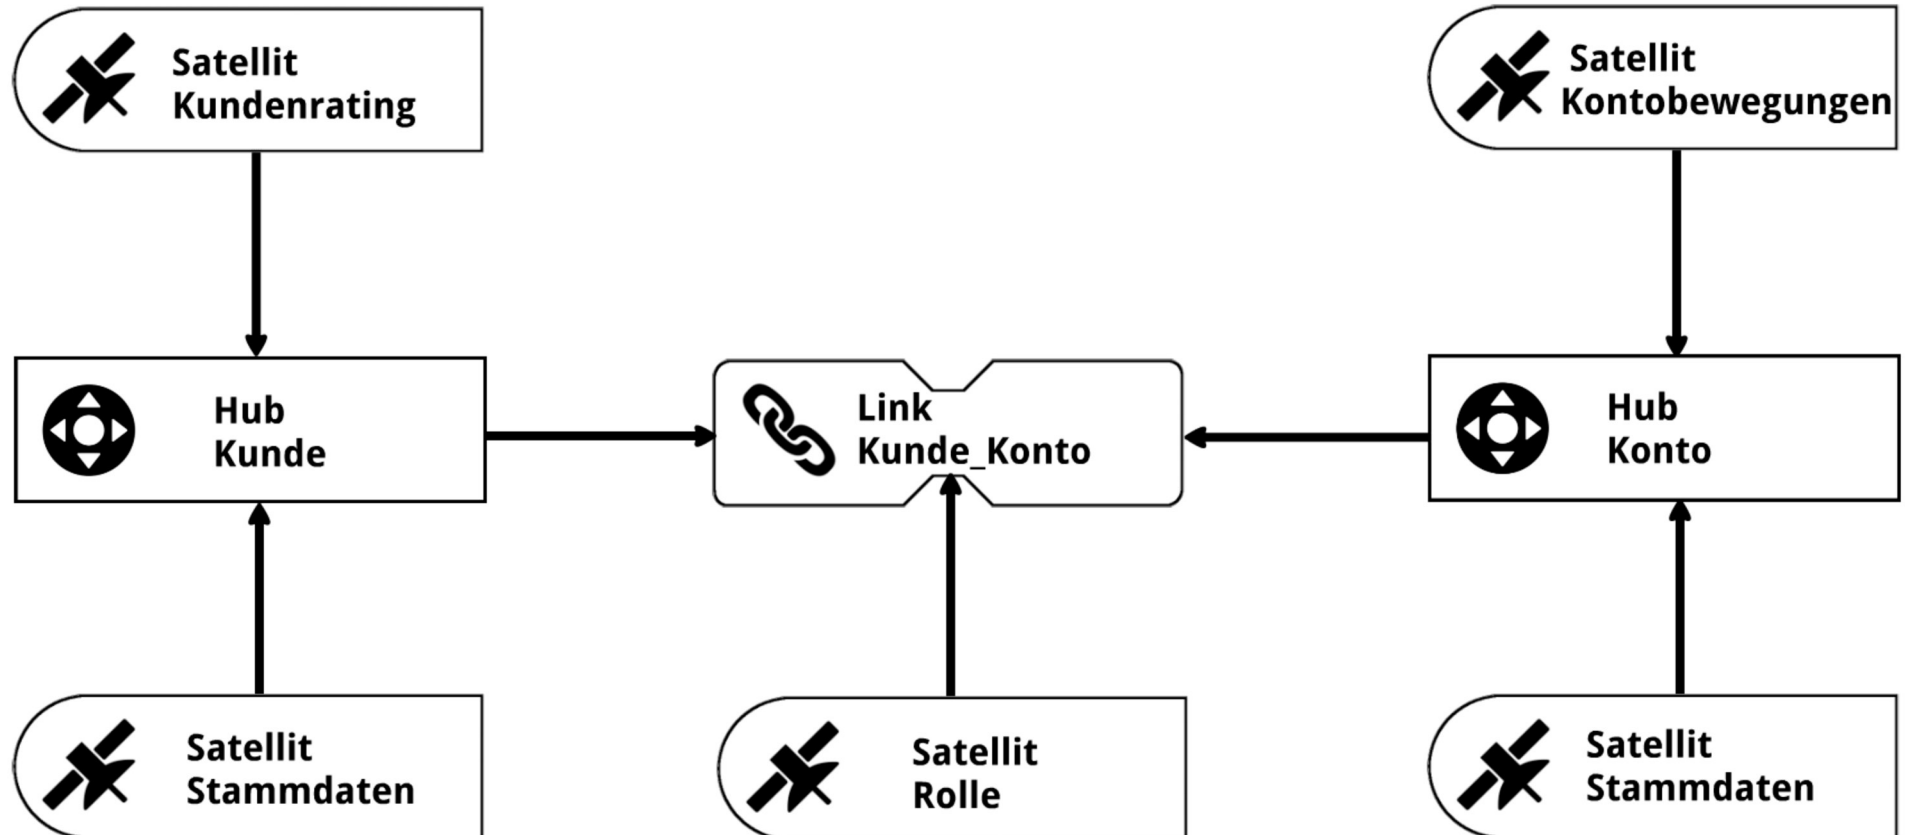 Satellit
Kundenrating
Satellit
Kontobewegungen
Hub
Kunde
Link
Kunde_Konto
Hub
Konto
Satellit
Stammdaten
Satellit
Rolle
Satellit
Stammdaten